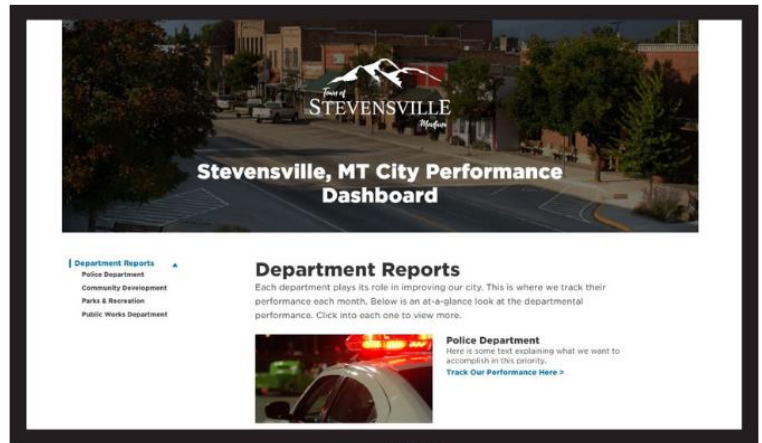 Town of
STEVENSVILLE
Montana
Stevensville, MT City Performance
Dashboard
Department Reports
Police Department
Community Development
Parks & Recreation
Public Works Department
Department Reports
Each department plays its role in improving our city. This is where we track their
performance each month. Below is an at-a-glance look at the departmental
performance. Click into each one to view more.
Police Department
Here is some text explaining what we want to
accomplish in this priority.
Track Our Performance Here >